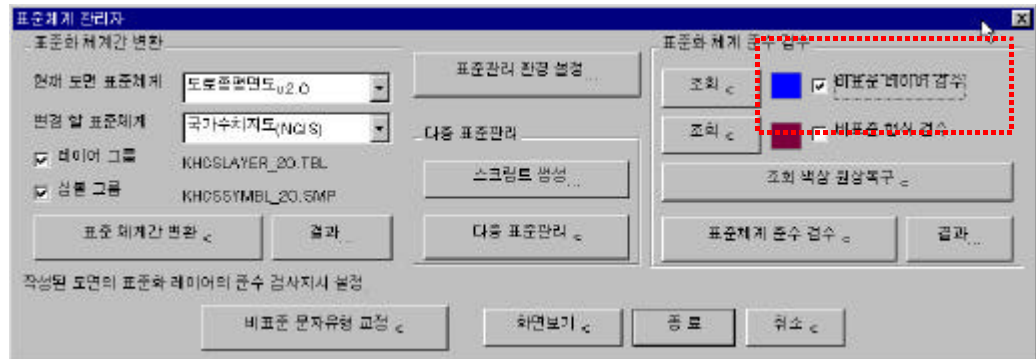 표준체계 관리자
표준화 체계간 변환
현재 도면 표준체계
도로종평면도v2.0
변경 할 표준체계
국가수치지도(NGIS)
레이어 그룹
KHCSLAYER_20.TBL
심볼 그룹
KHCSSYMBL_20.SMP
표준 체계간 변환 <
결과...
표준관리 환경 설정...
다중 표준관리
스크립트 생성...
다중 표준관리 <
표준화 체계 준수 검수
조회 <
비표준 레이어 검수
조회 <
비표준 형식 검수
조회 색상 원상복구 <
표준체계 준수 검수 <
결과...
작성된 도면의 표준화 레이어의 준수 검사지시 설정
비표준 문자유형 교정 <
화면보기 <
종 료
취소 <